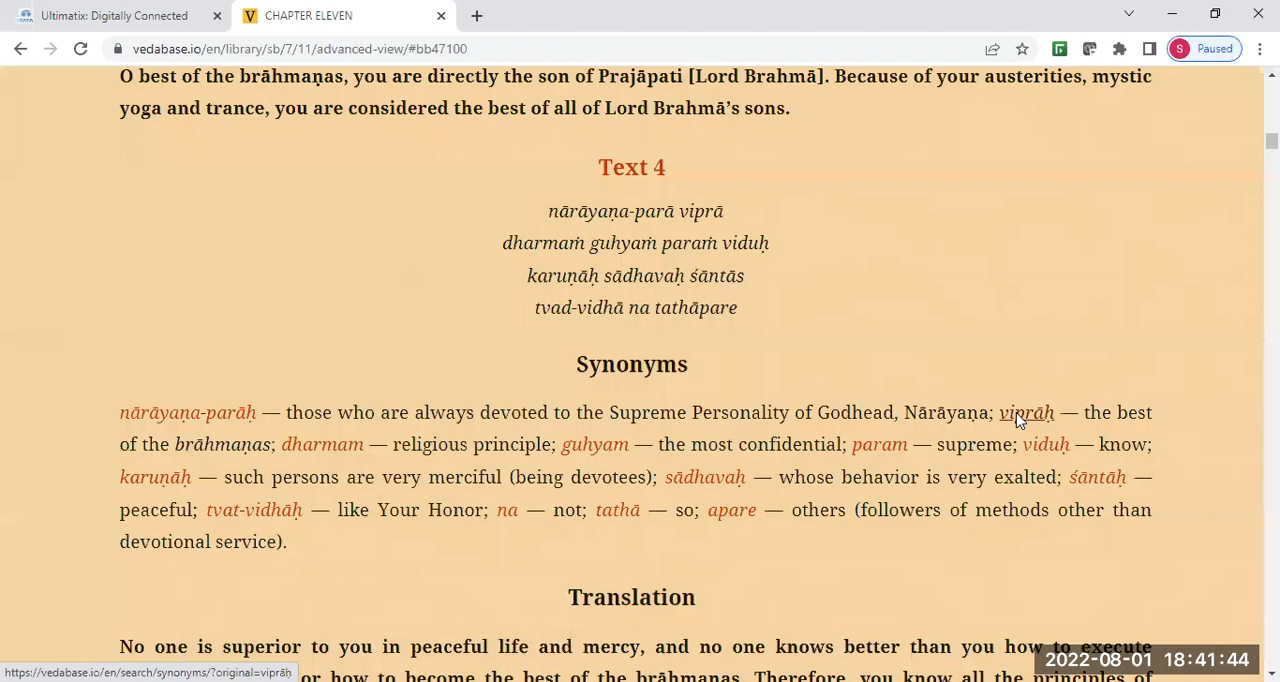 Ultimatix: Digitally Connected
CHAPTER ELEVEN
vedabase.io/en/library/sb/7/11/advanced-view/#bb47100
S Paused
O best of the brāhmaṇas, you are directly the son of Prajāpati [Lord Brahmā]. Because of your austerities, mystic
yoga and trance, you are considered the best of all of Lord Brahmā’s sons.
Text 4
nārāyaṇa-parā viprā
dharmaṁ guhyaṁ paraṁ viduḥ
karuṇāḥ sādhavaḥ śāntās
tvad-vidhā na tathāpare
Synonyms
nārāyaṇa-parāḥ — those who are always devoted to the Supreme Personality of Godhead, Nārāyaṇa; viprāḥ — the best
of the brāhmaṇas; dharmam — religious principle; guhyam — the most confidential; param — supreme; viduḥ — know;
karuṇāḥ — such persons are very merciful (being devotees); sādhavaḥ — whose behavior is very exalted; śāntāḥ —
peaceful; tvat-vidhāḥ — like Your Honor; na — not; tathā — so; apare — others (followers of methods other than
devotional service).
Translation
No one is superior to you in peaceful life and mercy, and no one knows better than you how to execute
or how to become the best of the brāhmaṇas. Therefore, you know all the principles of
https://vedabase.io/en/search/synonyms/?original=viprāḥ
2022-08-01 18:41:44